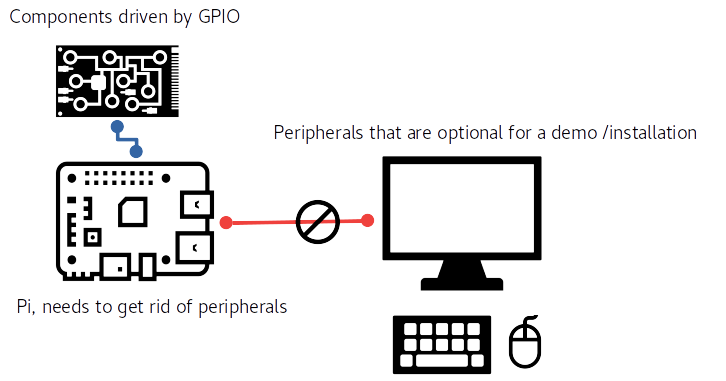 Components driven by GPIO
Peripherals that are optional for a demo /installation
Pi, needs to get rid of peripherals